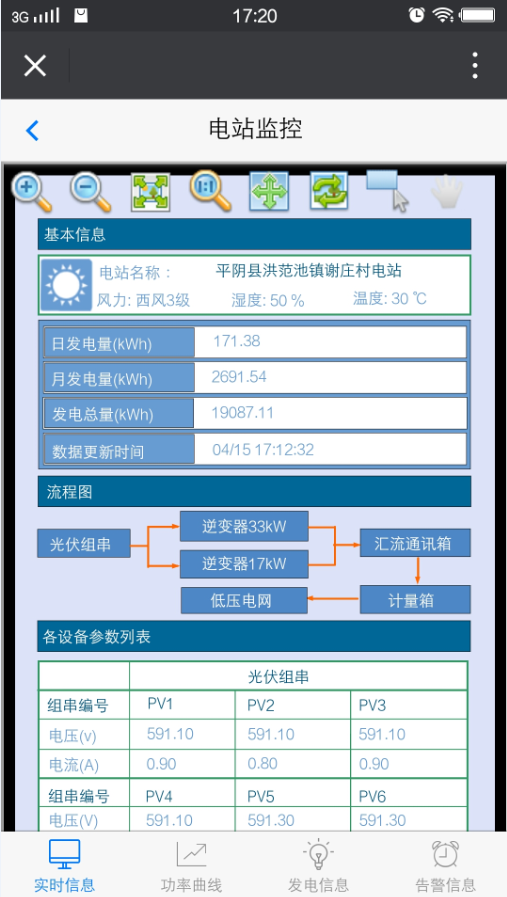 3G 17:20
电站监控
1:1
基本信息
电站名称： 平阴县洪范池镇谢庄村电站
风力: 西风3级 湿度: 50 % 温度: 30 ℃
日发电量(kWh) 171.38
月发电量(kWh) 2691.54
发电总量(kWh) 19087.11
数据更新时间 04/15 17:12:32
流程图
逆变器33kW
光伏组串 汇流通讯箱
逆变器17kW
低压电网 计量箱
各设备参数列表
光伏组串
组串编号 PV1 PV2 PV3
电压(v) 591.10 591.10 591.10
电流(A) 0.90 0.80 0.90
组串编号 PV4 PV5 PV6
电压(V) 591.10 591.30 591.30
实时信息 功率曲线 发电信息 告警信息